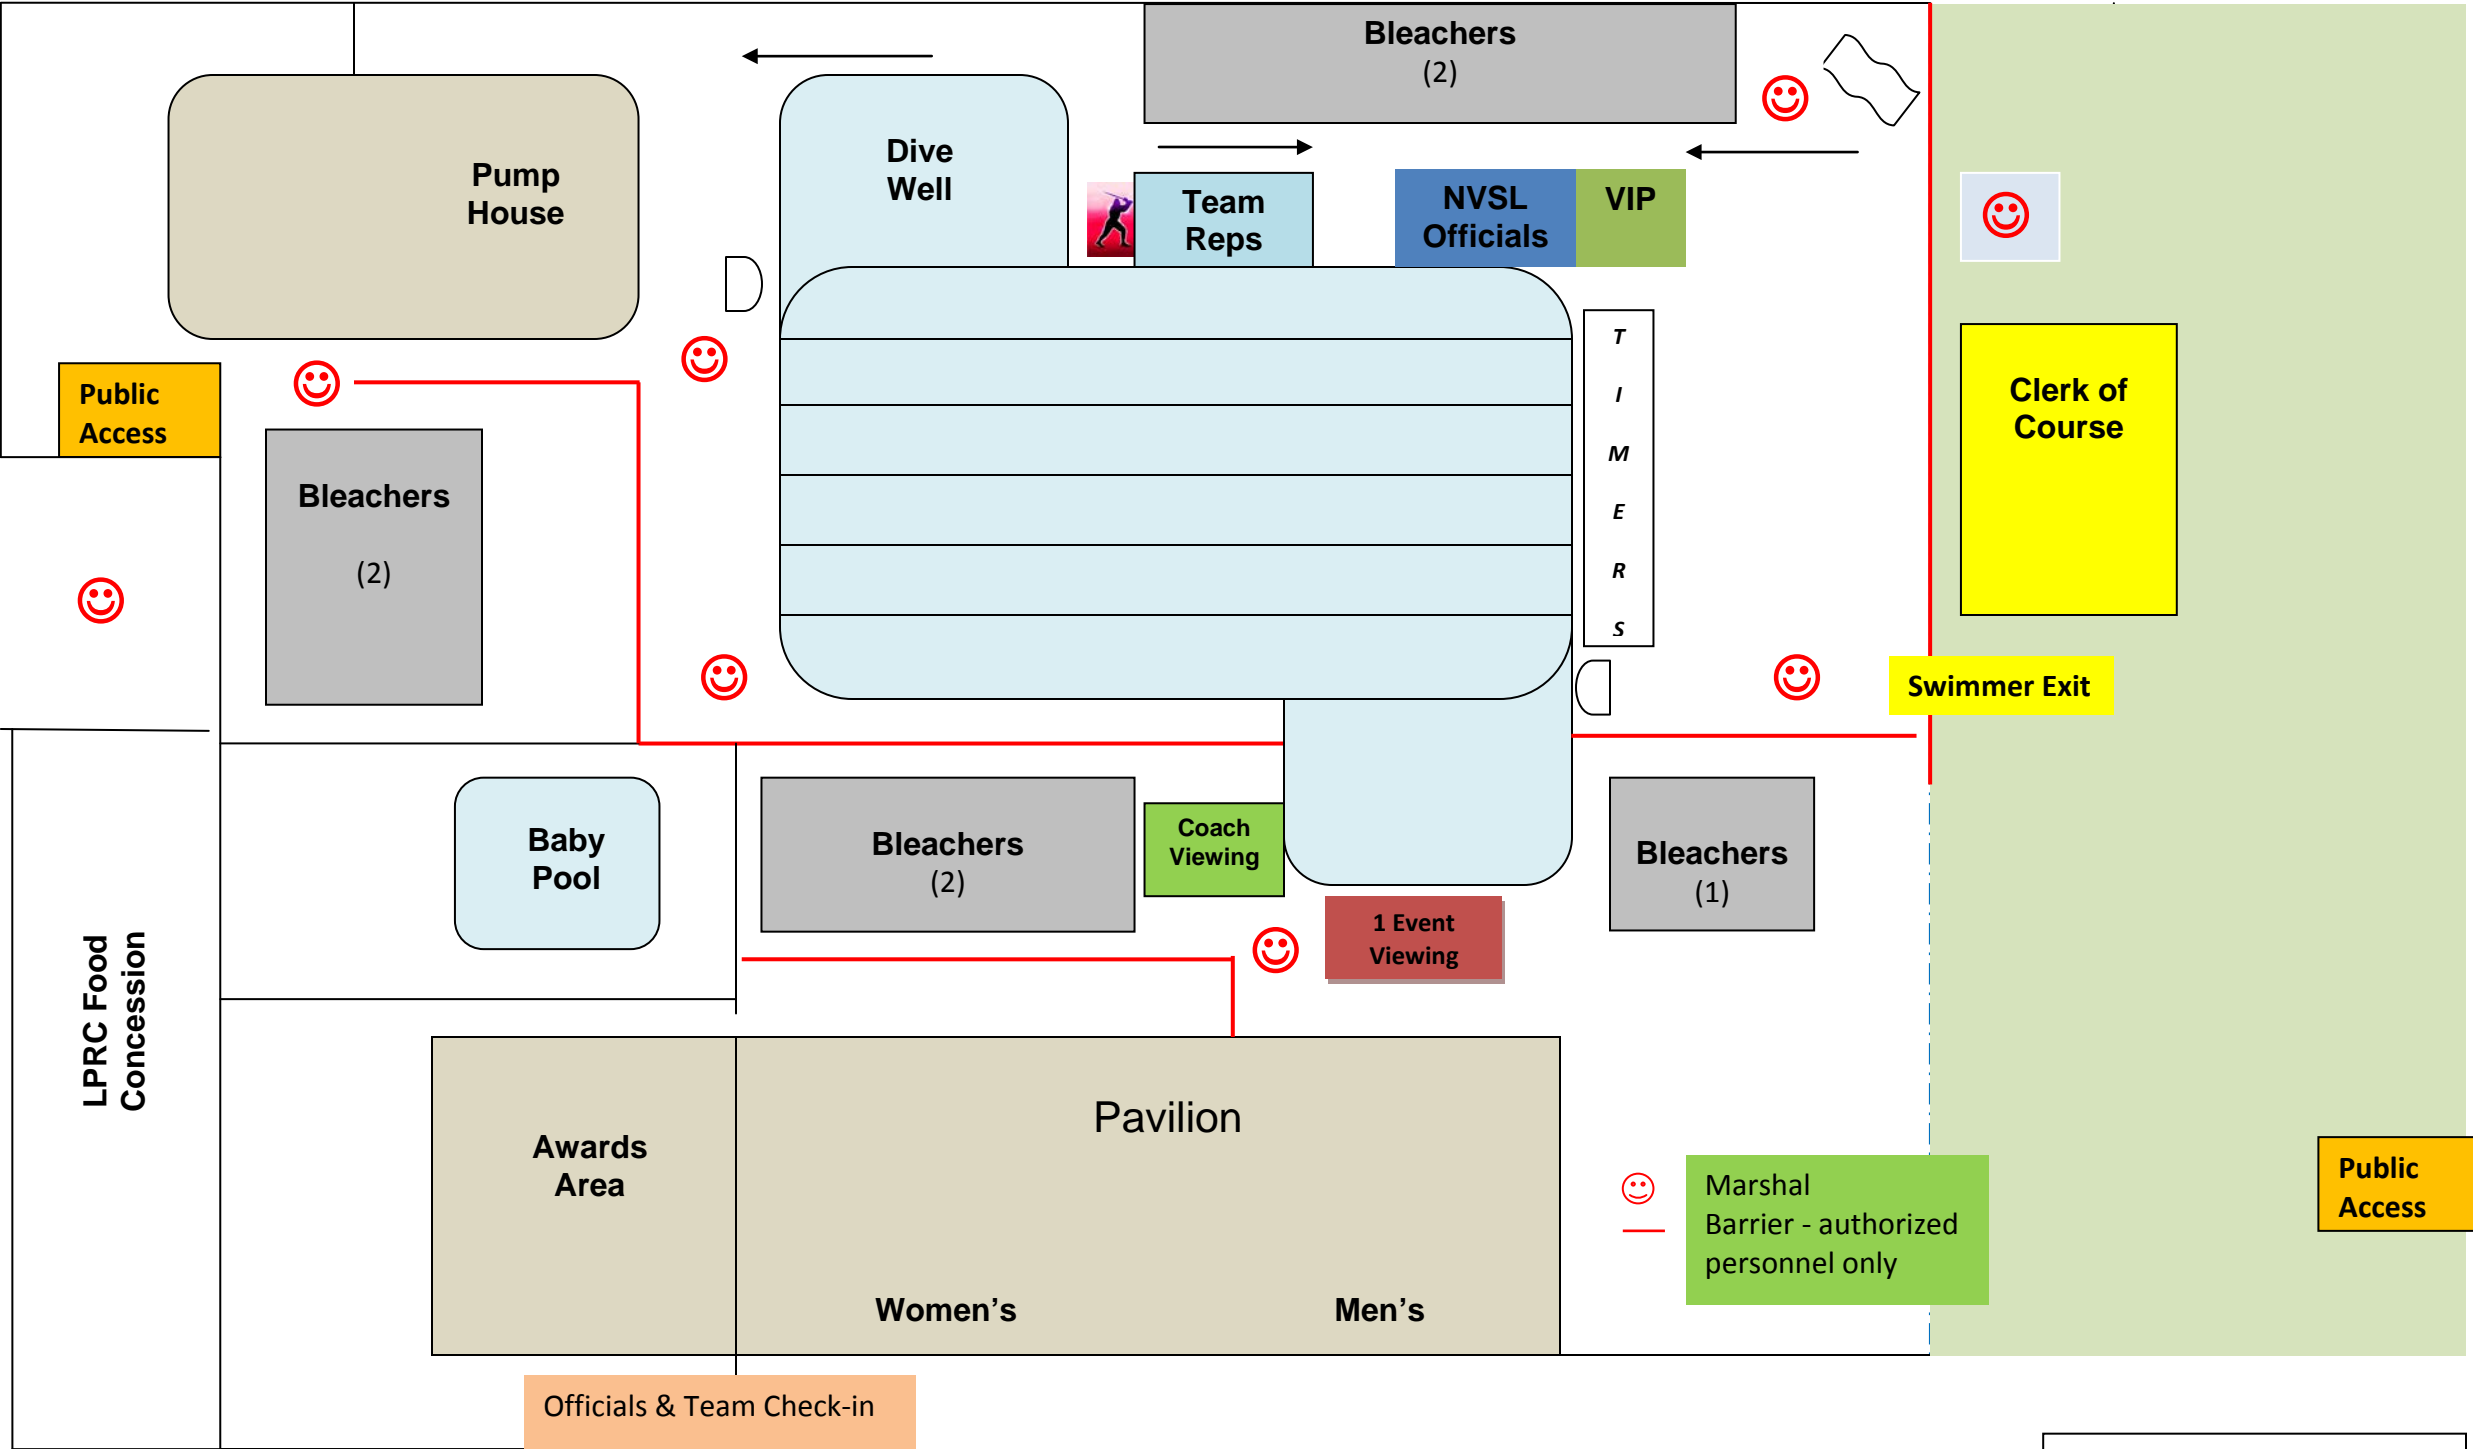 Bleachers
(2)
Dive
Well
Pump
House
Team
Reps
NVSL
Officials
VIP
T
I
M
E
R
S
Public
Access
Clerk of
Course
Bleachers
(2)
Swimmer Exit
Baby
Pool
Bleachers
(2)
Coach
Viewing
Bleachers
(1)
1 Event
Viewing
LPRC Food
Concession
Pavilion
Awards
Area
Women's
Men's
Marshal
Barrier - authorized
personnel only
Public
Access
Officials & Team Check-in